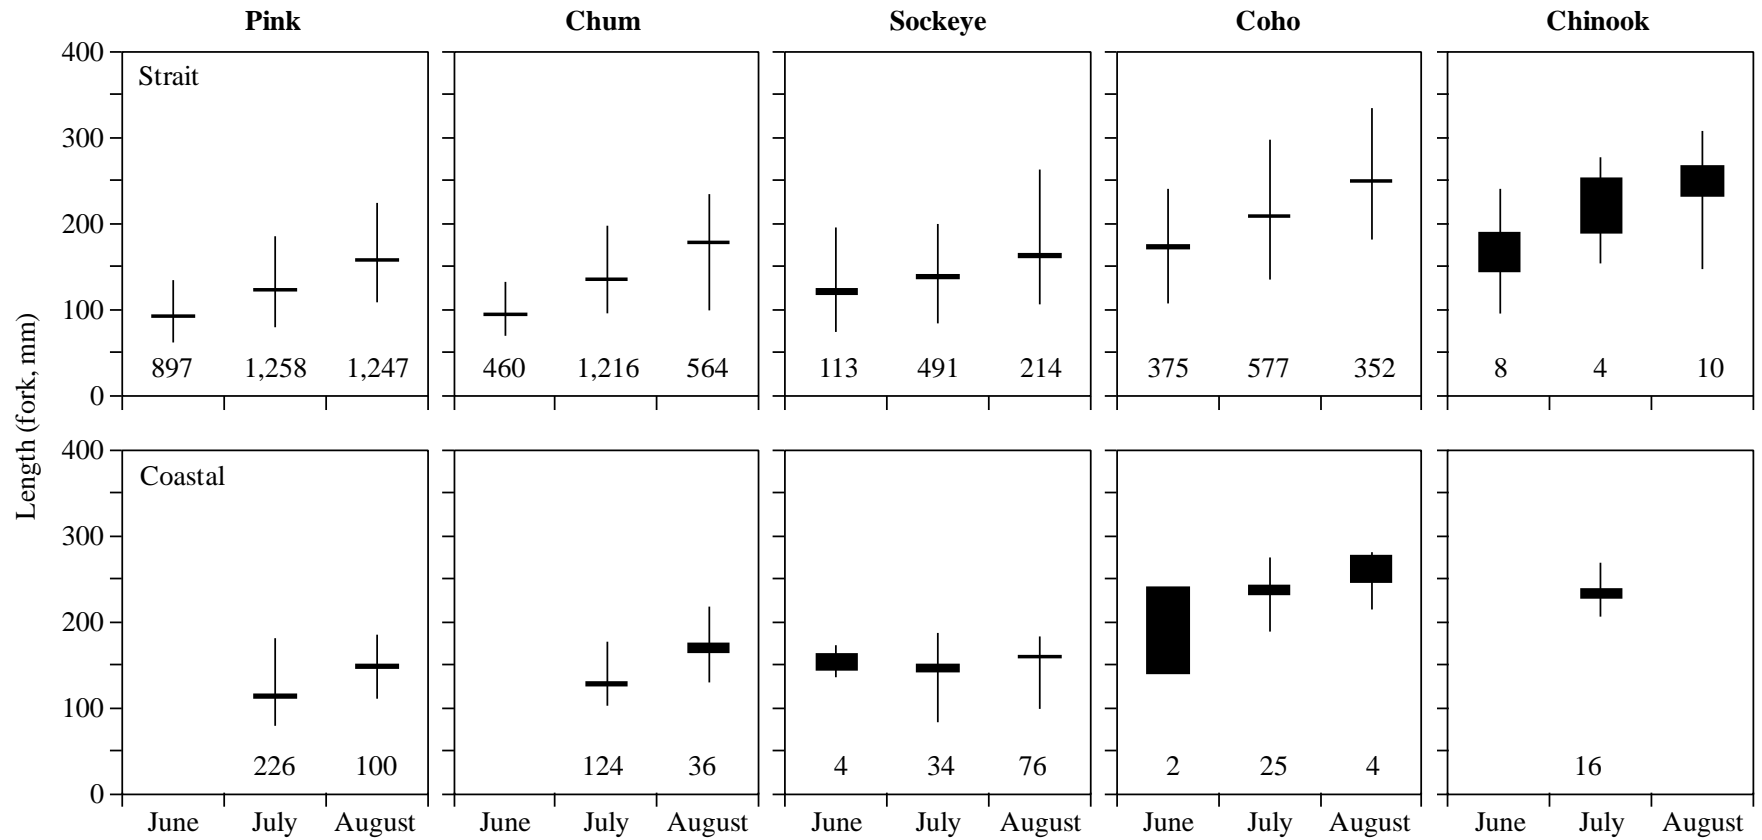 Pink Chum Sockeye Coho Chinook
400
Strait
300
200
100
897 1,258 1,247 460 1,216 564 113 491 214 375 577 352 8 4 10
0
Length (fork, mm)
400
Coastal
300
200
100
226 100 124 36 4 34 76 2 25 4 16
0
June July August June July August June July August June July August June July August